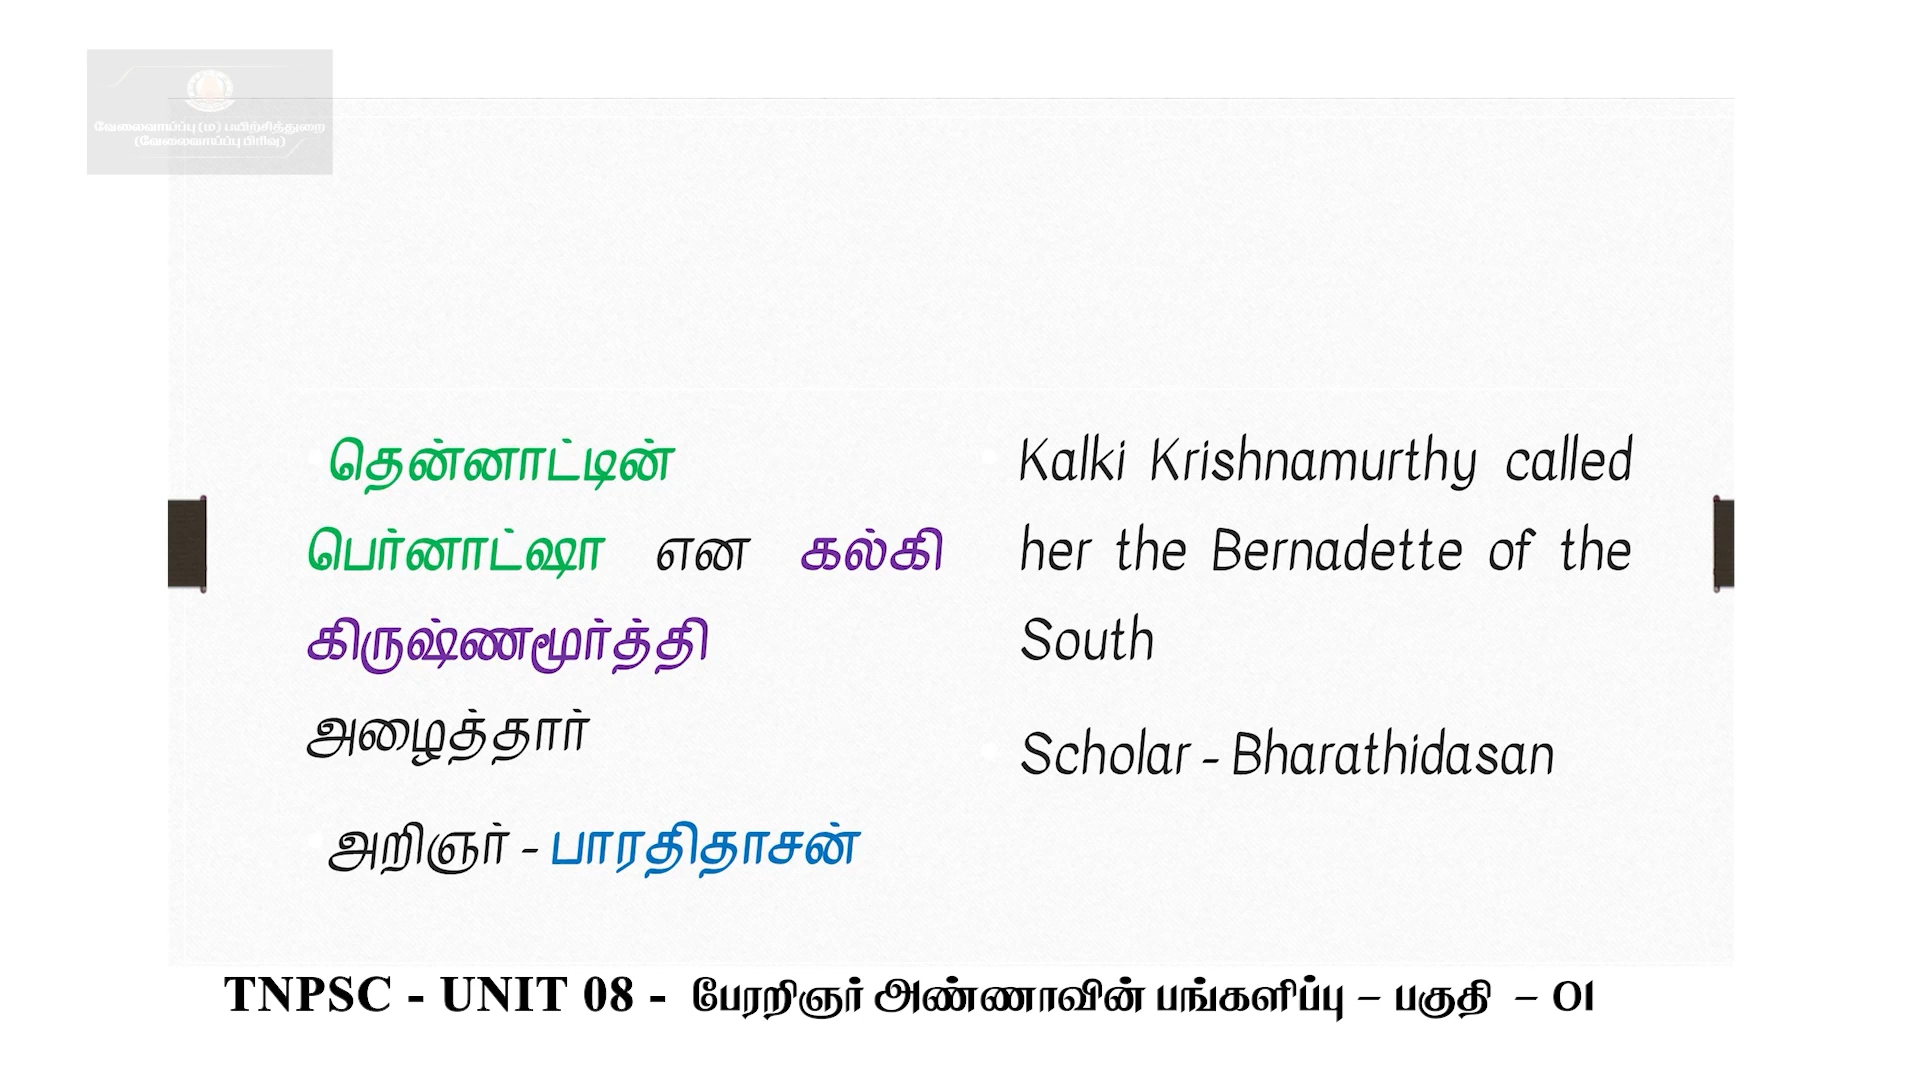 வேலைவாய்ப்பு (ம) பயிற்சித்துறை
(வேலைவாய்ப்பு பிரிவு)
தென்னாட்டின்
பெர்னாட்ஷா என கல்கி
கிருஷ்ணமூர்த்தி
அழைத்தார்
அறிஞர் - பாரதிதாசன்
Kalki Krishnamurthy called
her the Bernadette of the
South
Scholar - Bharathidasan
TNPSC - UNIT 08 - பேரறிஞர் அண்ணாவின் பங்களிப்பு – பகுதி – 01